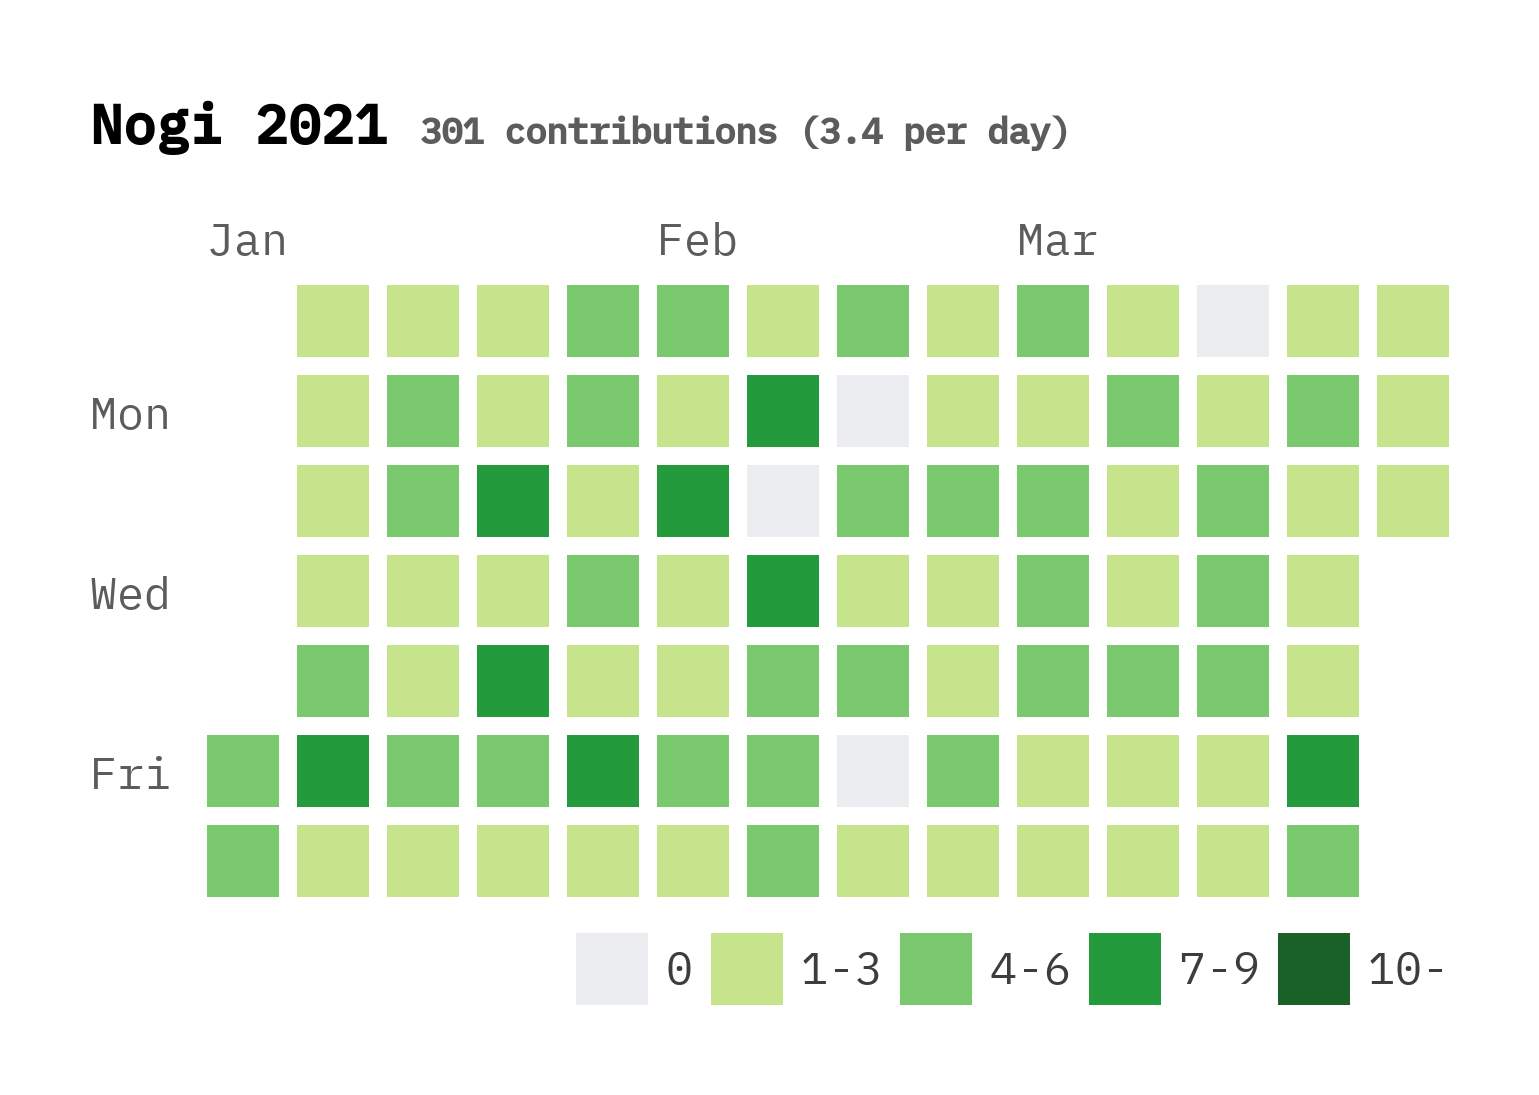 Nogi 2021 301 contributions (3.4 per day)
Jan Feb Mar
Mon
Wed
Fri
0 1-3 4-6 7-9 10-